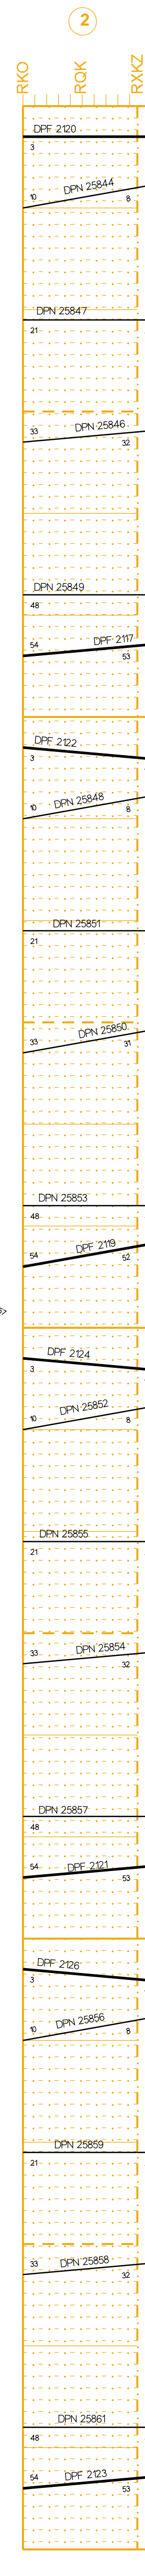 2
RKO RQK RXKZ
DPF 2120
3
DPN 25844
10 8
DPN 25847
21
DPN 25846
33 32
DPN 25849
48
DPF 2117
54 53
DPF 2122
3
DPN 25848
10 8
DPN 25851
21
DPN 25850
33 31
DPN 25853
48
DPF 2119
54 52
DPF 2124
3
DPN 25852
10 8
DPN 25855
21
DPN 25854
33 32
DPN 25857
48
DPF 2121
54 53
DPF 2126
3
DPN 25856
10 8
DPN 25859
21
DPN 25858
33 32
DPN 25861
48
DPF 2123
54 53